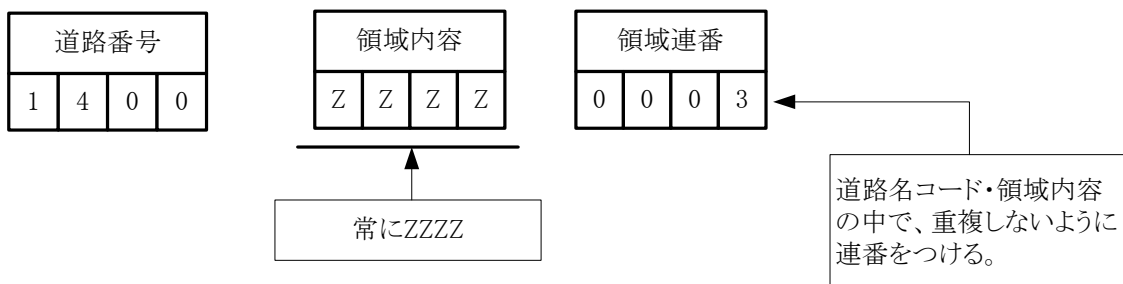 道路番号 領域内容 領域連番
1 4 0 0 Z Z Z Z 0 0 0 3
常にZZZZ
道路名コード・領域内容
の中で、重複しないように
連番をつける。